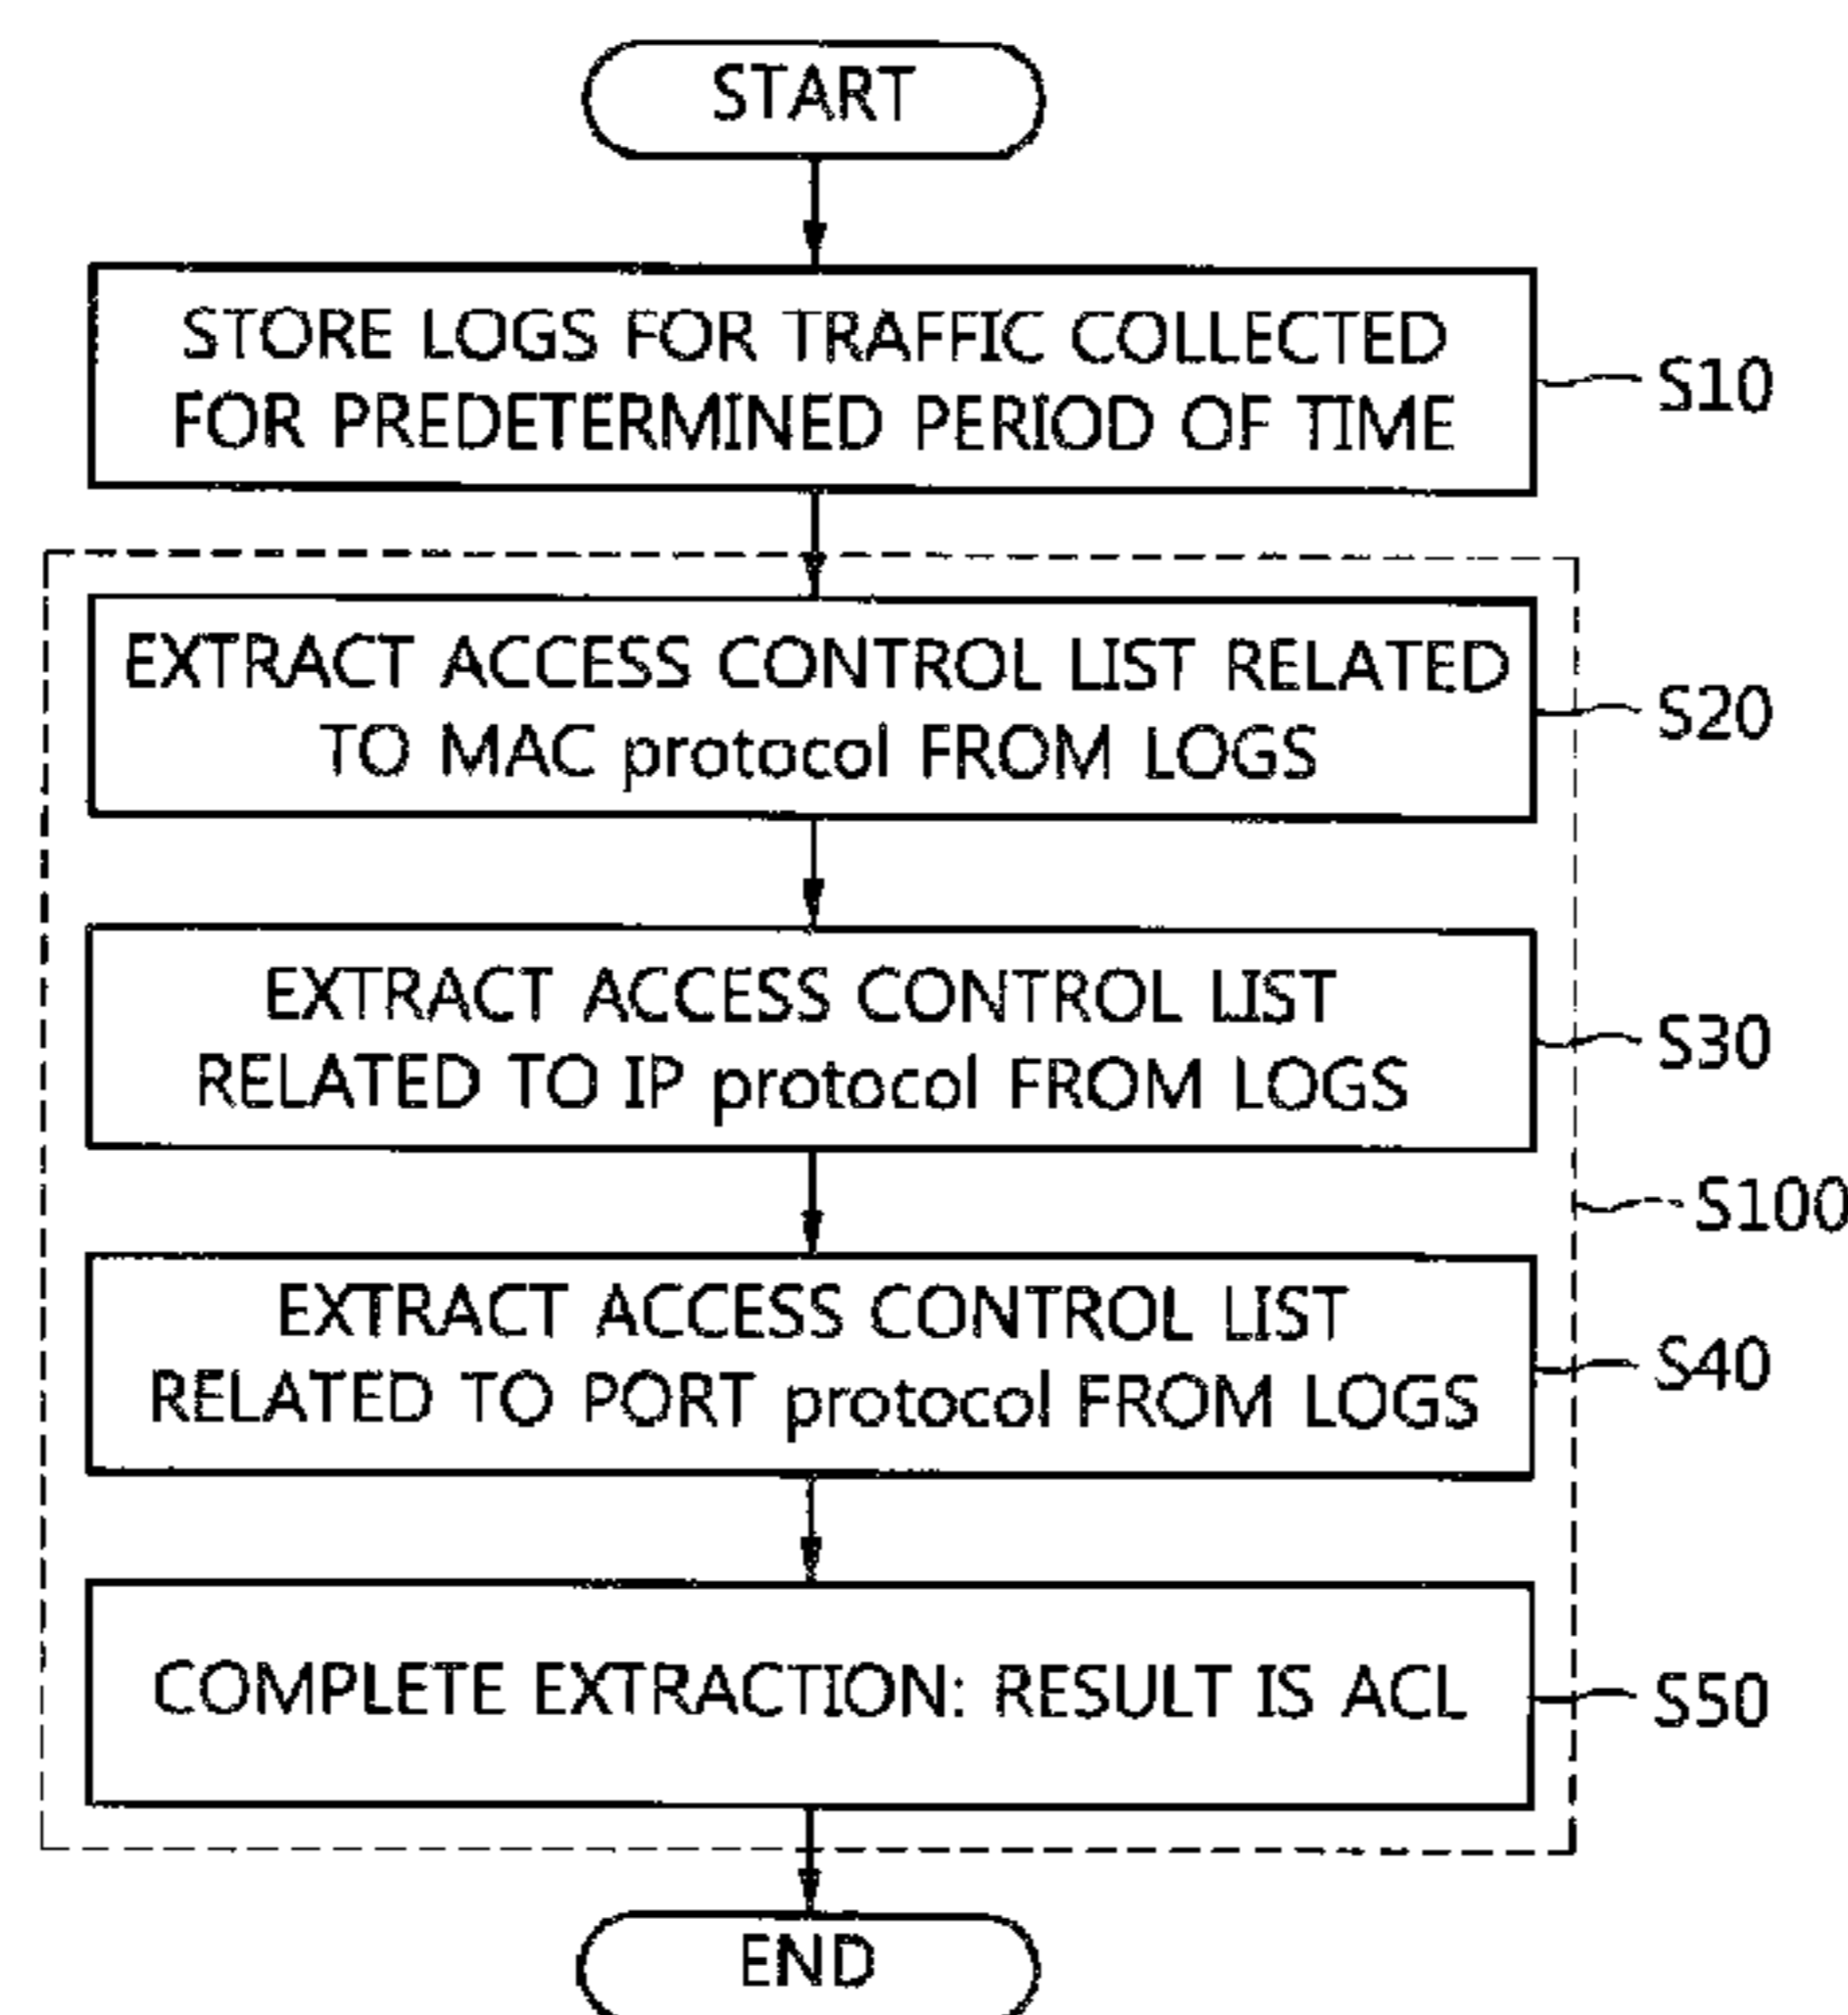 START
STORE LOGS FOR TRAFFIC COLLECTED
FOR PREDETERMINED PERIOD OF TIME
S10
EXTRACT ACCESS CONTROL LIST RELATED
TO MAC protocol FROM LOGS
S20
EXTRACT ACCESS CONTROL LIST
RELATED TO IP protocol FROM LOGS
S30
S100
EXTRACT ACCESS CONTROL LIST
RELATED TO PORT protocol FROM LOGS
S40
COMPLETE EXTRACTION: RESULT IS ACL
S50
END